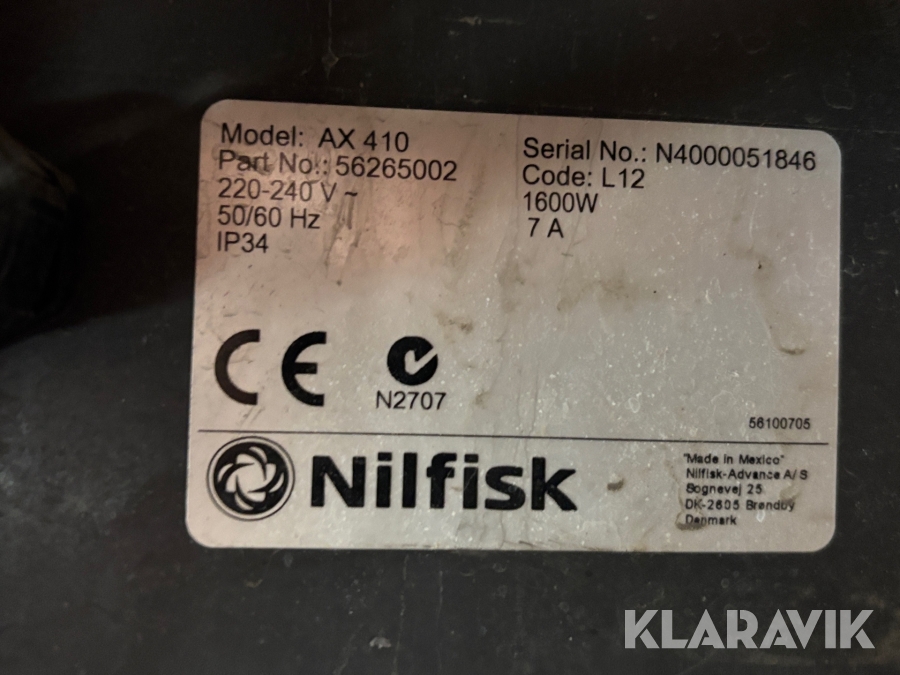 Model: AX 410
Part No.: 56265002
220-240 V ~
50/60 Hz
IP34
Serial No.: N4000051846
Code: L12
1600W
7 A
CE
N2707
56100705
Nilfisk
"Made in Mexico"
Nilfisk-Advance A/S
Sognevej 25
DK-2605 Brøndby
Denmark
KLARAVIK